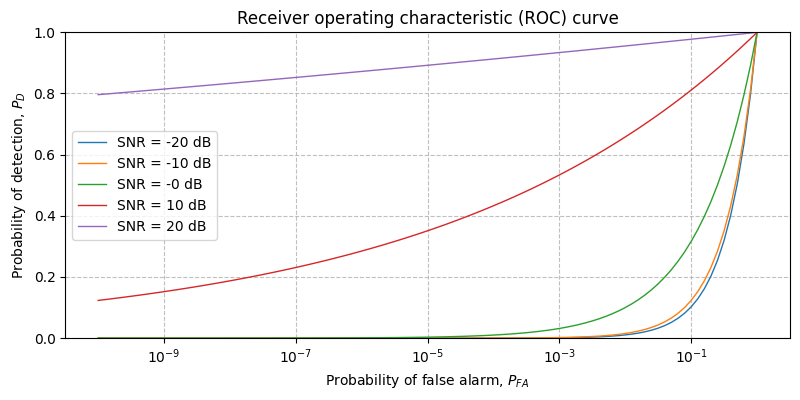 Receiver operating characteristic (ROC) curve
Probability of detection, $P_D$
1.0
0.8
0.6
0.4
0.2
0.0
SNR = -20 dB
SNR = -10 dB
SNR = -0 dB
SNR = 10 dB
SNR = 20 dB
10⁻⁹ 10⁻⁷ 10⁻⁵ 10⁻³ 10⁻¹
Probability of false alarm, $P_{FA}$